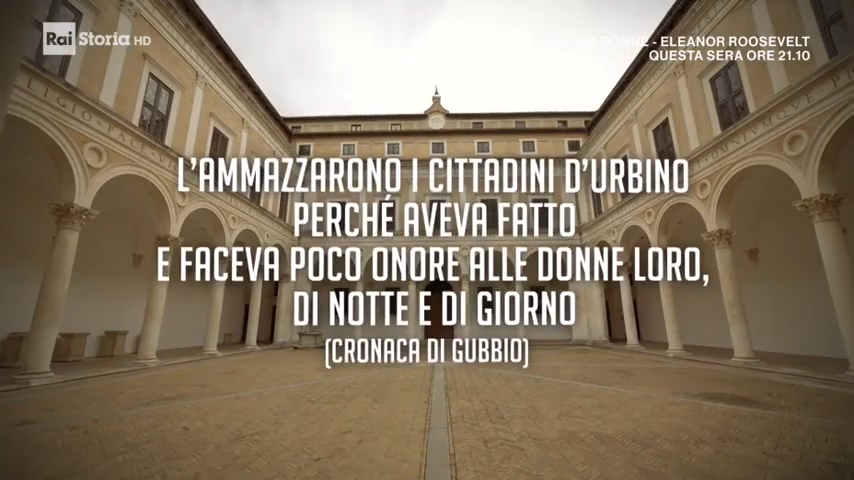 Rai Storia HD
DONNE - ELEANOR ROOSEVELT
QUESTA SERA ORE 21.10
L'AMMAZZARONO I CITTADINI D'URBINO
PERCHÉ AVEVA FATTO
E FACEVA POCO ONORE ALLE DONNE LORO,
DI NOTTE E DI GIORNO
(CRONACA DI GUBBIO)